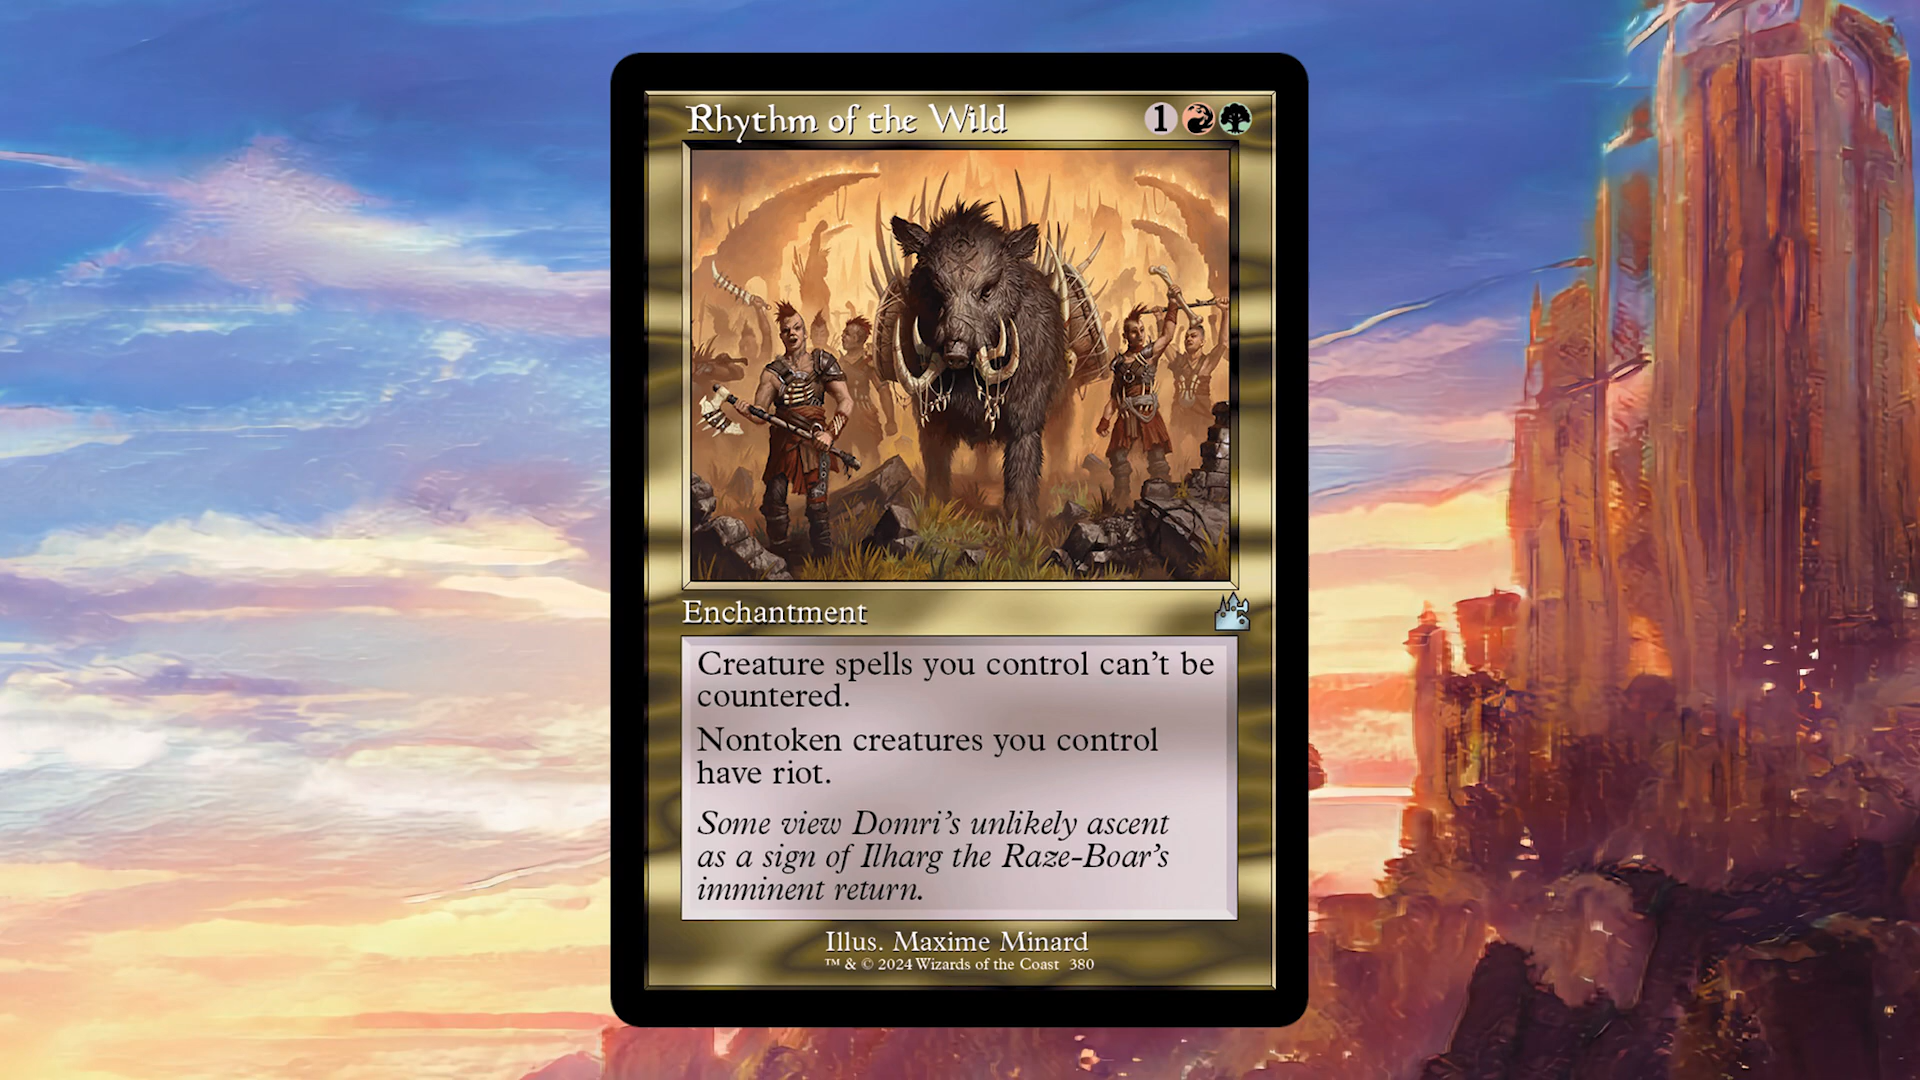 Rhythm of the Wild 1
Enchantment
Creature spells you control can't be
countered.
Nontoken creatures you control
have riot.
Some view Domri's unlikely ascent
as a sign of Ilharg the Raze-Boar's
imminent return.
Illus. Maxime Minard
™ & © 2024 Wizards of the Coast 380